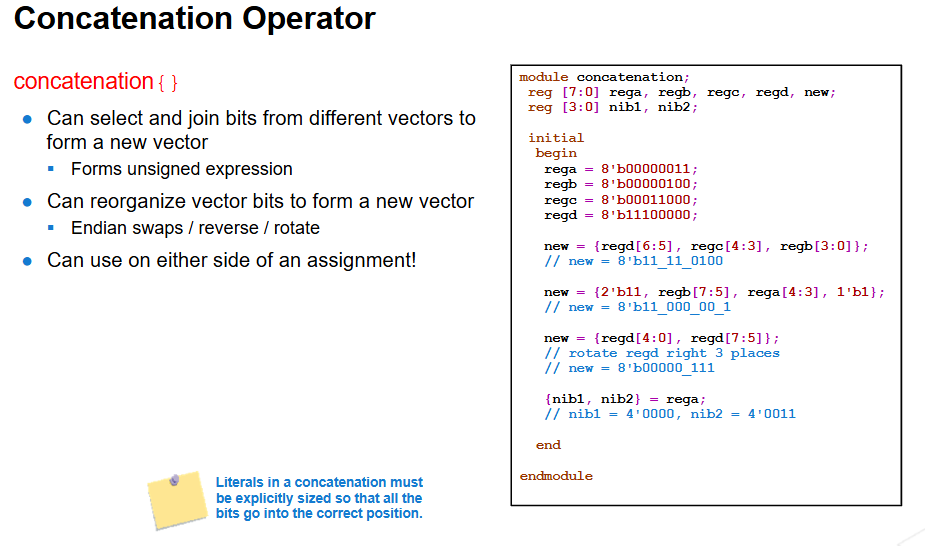 Concatenation Operator
concatenation { }
Can select and join bits from different vectors to
form a new vector
Forms unsigned expression
Can reorganize vector bits to form a new vector
Endian swaps / reverse / rotate
Can use on either side of an assignment!
module concatenation;
reg [7:0] rega, regb, regc, regd, new;
reg [3:0] nib1, nib2;
initial
begin
rega = 8'b00000011;
regb = 8'b00000100;
regc = 8'b00011000;
regd = 8'b11100000;
new = {regd[6:5], regc[4:3], regb[3:0]};
// new = 8'b11_11_0100
new = {2'b11, regb[7:5], rega[4:3], 1'b1};
// new = 8'b11_000_00_1
new = {regd[4:0], regd[7:5]};
// rotate regd right 3 places
// new = 8'b00000_111
{nib1, nib2} = rega;
// nib1 = 4'0000, nib2 = 4'0011
end
endmodule
Literals in a concatenation must
be explicitly sized so that all the
bits go into the correct position.